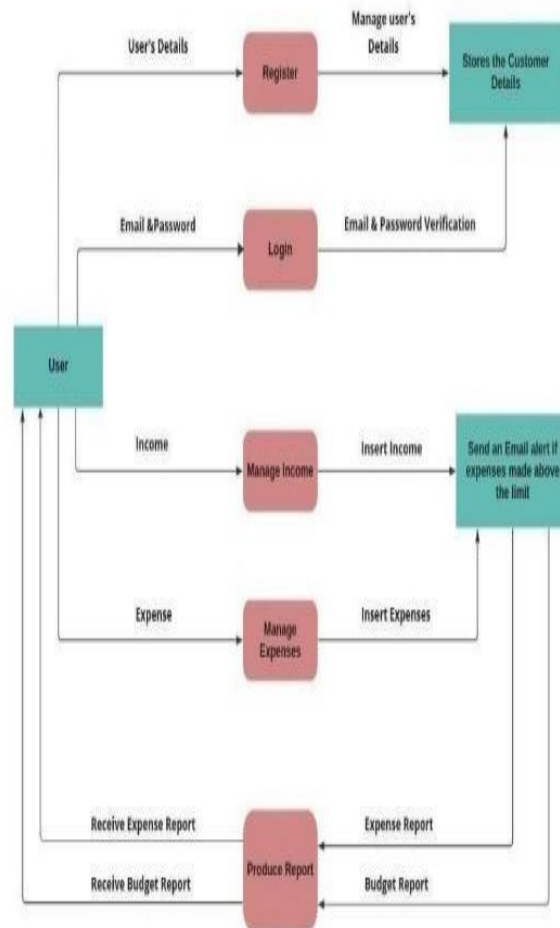 Manage user's
Details
User's Details
Register
Stores the Customer
Details
Email &Password
Email & Password Verification
Login
User
Income
Insert Income
Manage Income
Send an Email alert if
expenses made above
the limit
Expense
Insert Expenses
Manage
Expenses
Receive Expense Report
Expense Report
Produce Report
Receive Budget Report
Budget Report